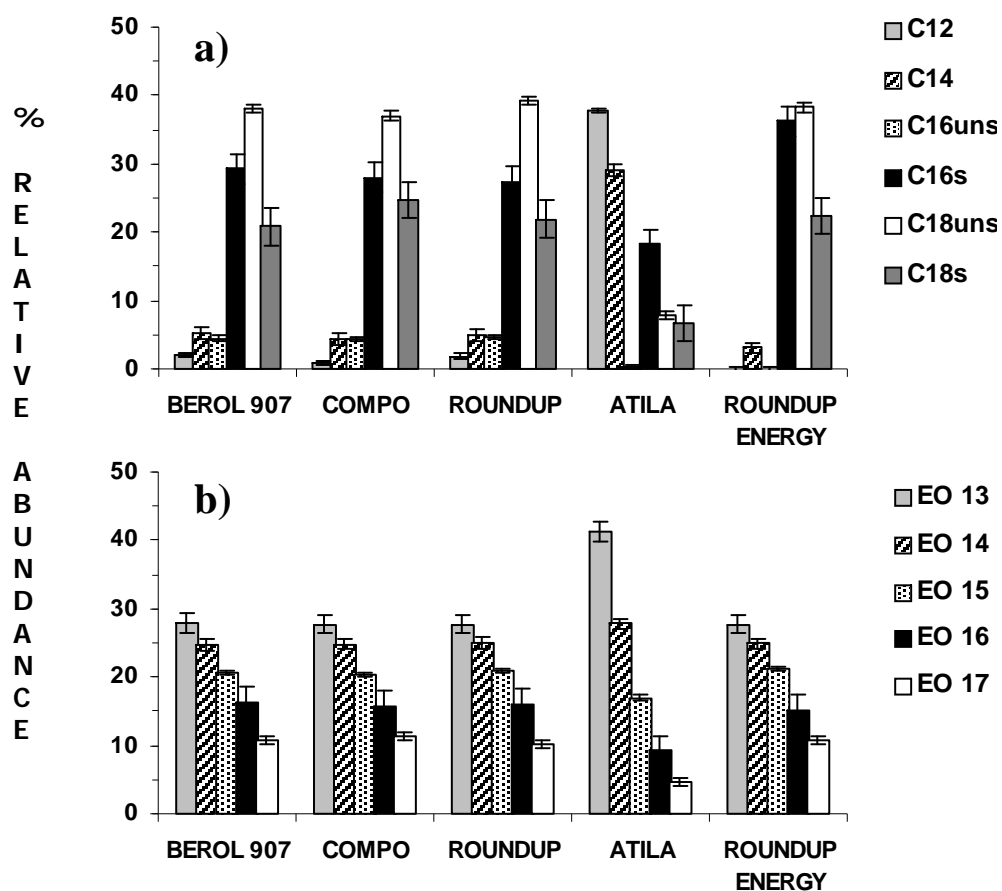 % RELATIVE ABUNDANCE
a)
50
40
30
20
10
0
BEROL 907
COMPO
ROUNDUP
ATILA
ROUNDUP ENERGY
C12
C14
C16uns
C16s
C18uns
C18s
b)
50
40
30
20
10
0
BEROL 907
COMPO
ROUNDUP
ATILA
ROUNDUP ENERGY
EO 13
EO 14
EO 15
EO 16
EO 17